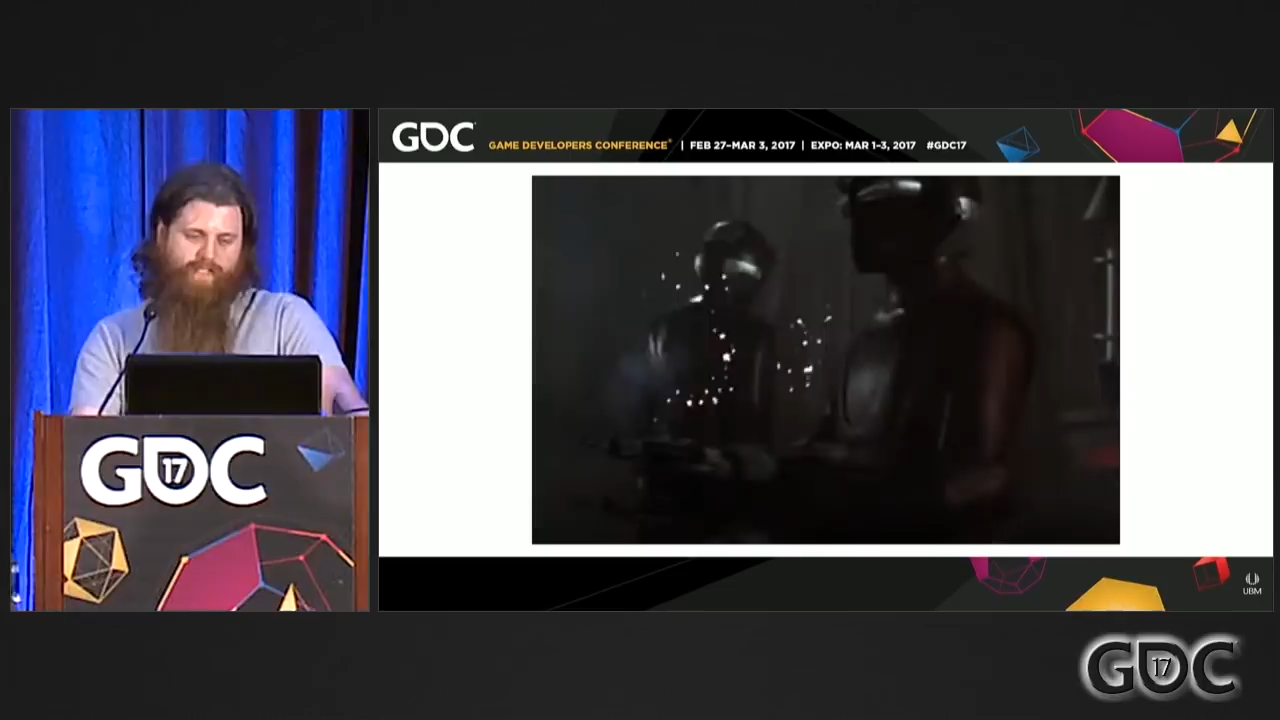 GDC
GAME DEVELOPERS CONFERENCE® | FEB 27–MAR 3, 2017 | EXPO: MAR 1-3, 2017 #GDC17
GDC
17
UBM
GDC
17